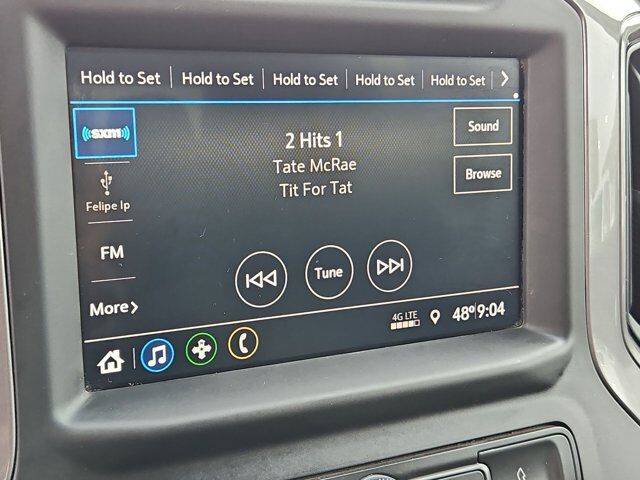 Hold to Set Hold to Set Hold to Set Hold to Set Hold to Set
sxm
2 Hits 1
Sound
Tate McRae
Tit For Tat
Browse
Felipe Ip
FM
Tune
More
4G LTE
48° 9:04